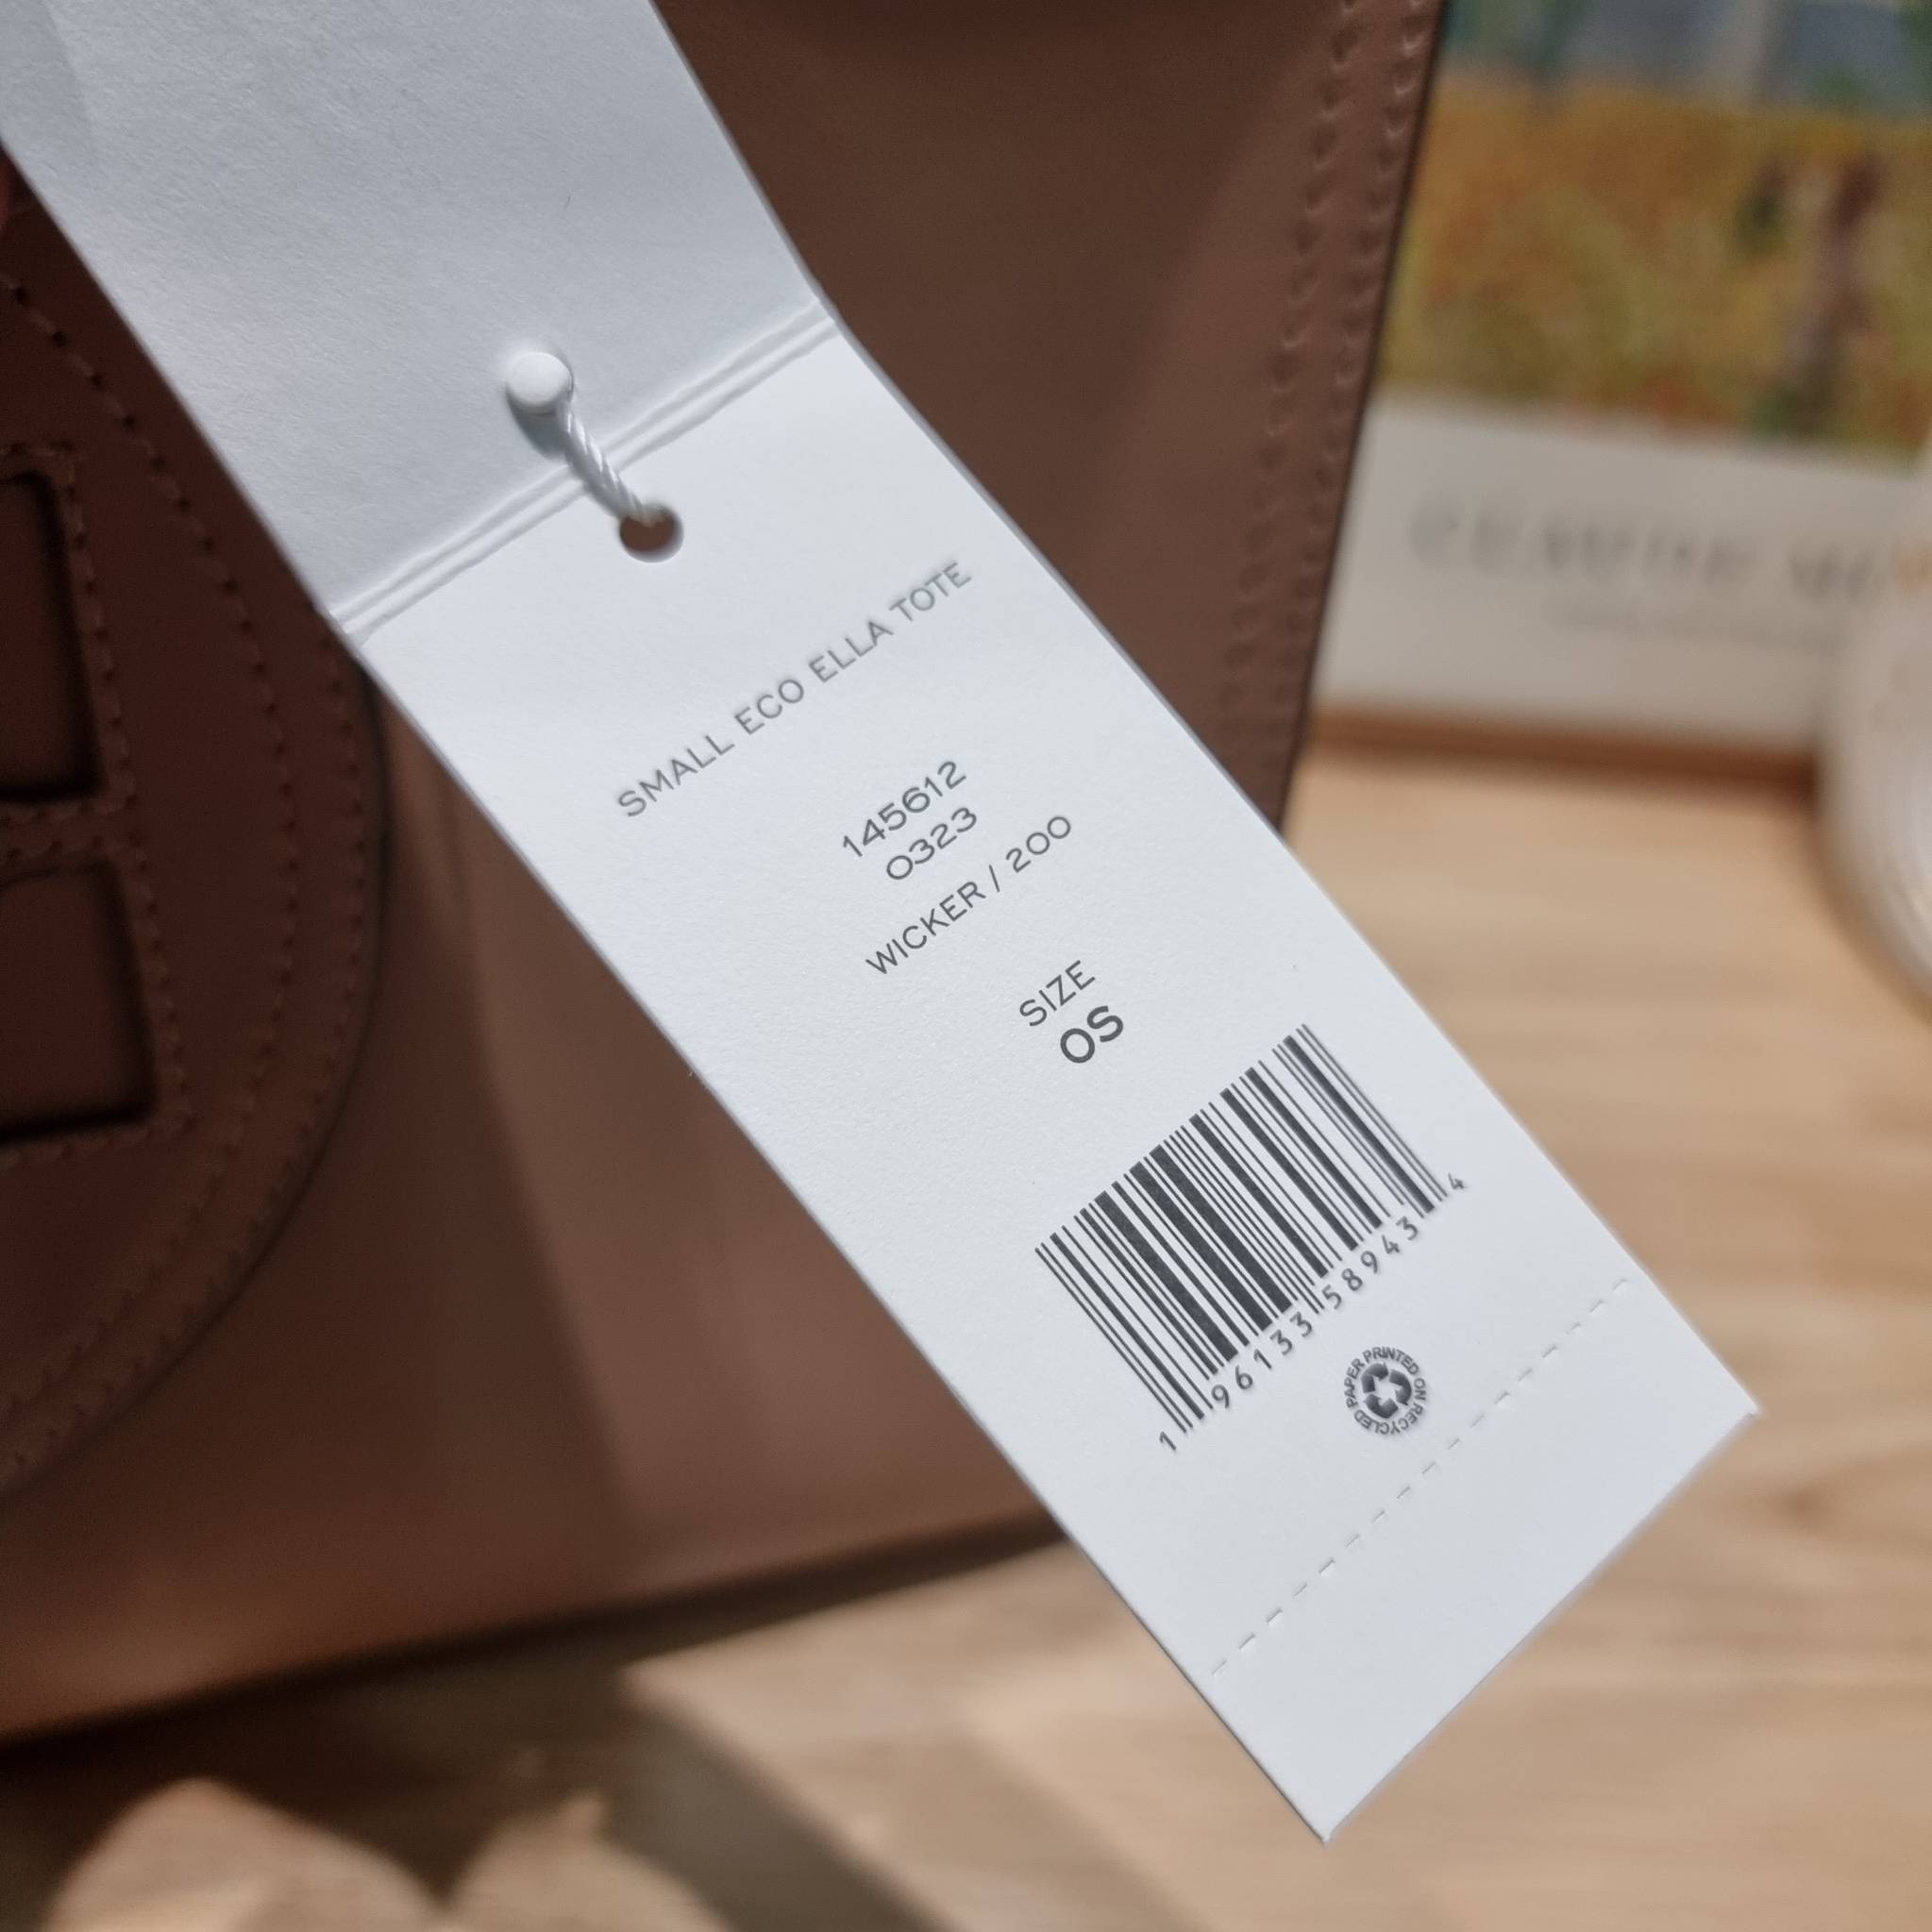 SMALL ECO ELLA TOTE
145612
0323
WICKER / 200
SIZE
OS
1 96133 58943 4
PAPER PRINTED ON RECYCLED